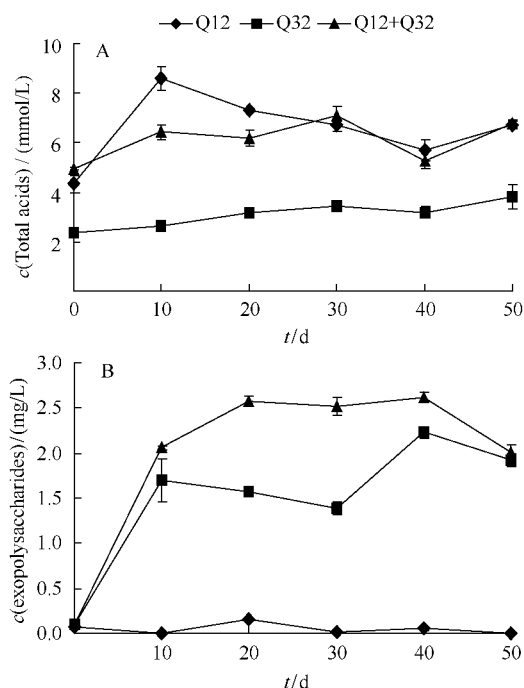 Q12 Q32 Q12+Q32
A
c(Total acids) / (mmol/L)
10
8
6
4
2
0 10 20 30 40 50
t/d
B
c(exopolysaccharides)/(mg/L)
3.0
2.5
2.0
1.5
1.0
0.5
0.0
10 20 30 40 50
t/d